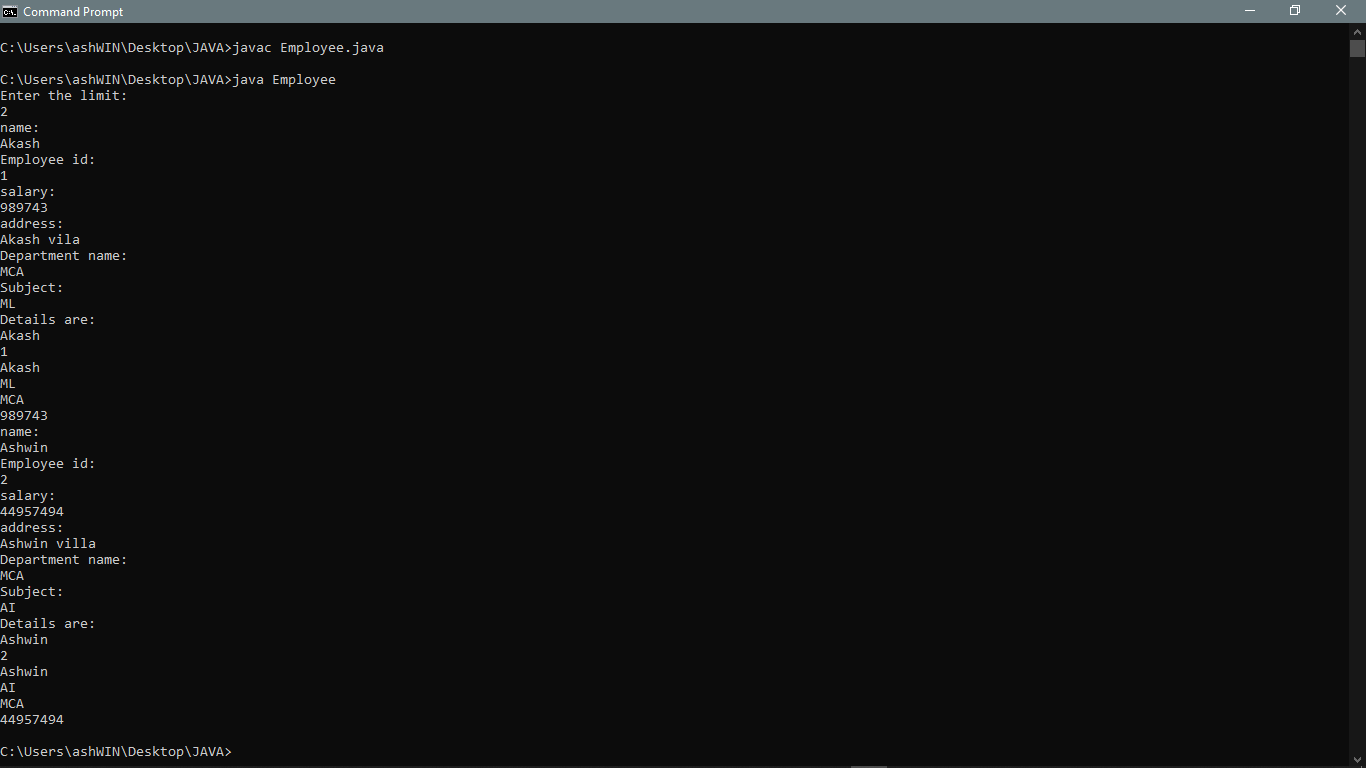 Command Prompt
C:\Users\ashWIN\Desktop\JAVA>javac Employee.java
C:\Users\ashWIN\Desktop\JAVA>java Employee
Enter the limit:
2
name:
Akash
Employee id:
1
salary:
989743
address:
Akash vila
Department name:
MCA
Subject:
ML
Details are:
Akash
1
Akash
ML
MCA
989743
name:
Ashwin
Employee id:
2
salary:
44957494
address:
Ashwin villa
Department name:
MCA
Subject:
AI
Details are:
Ashwin
2
Ashwin
AI
MCA
44957494
C:\Users\ashWIN\Desktop\JAVA>